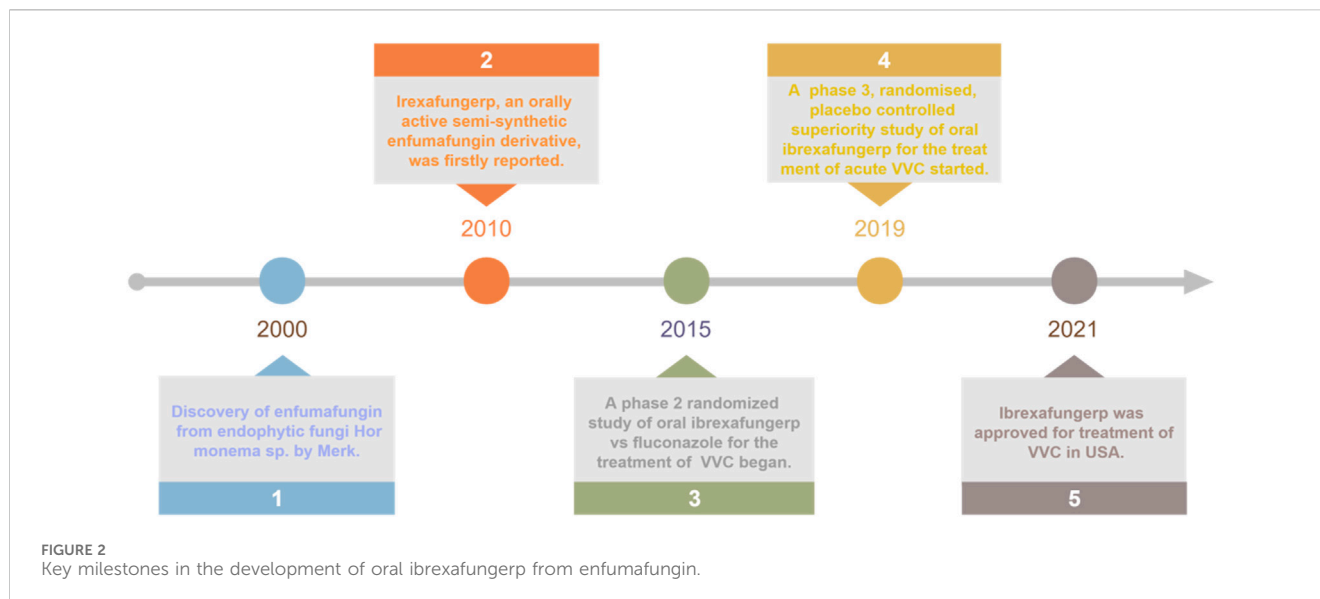 2
Irexafungerp, an orally
active semi-synthetic
enfumafungin derivative,
was firstly reported.
2010
4
A phase 3, randomised,
placebo controlled
superiority study of oral
ibrexafungerp for the treat
ment of acute VVC started.
2019
2000
Discovery of enfumafungin
from endophytic fungi Hor
monema sp. by Merk.
1
2015
A phase 2 randomized
study of oral ibrexafungerp
vs fluconazole for the
treatment of VVC began.
3
2021
Ibrexafungerp was
approved for treatment of
VVC in USA.
5
FIGURE 2
Key milestones in the development of oral ibrexafungerp from enfumafungin.